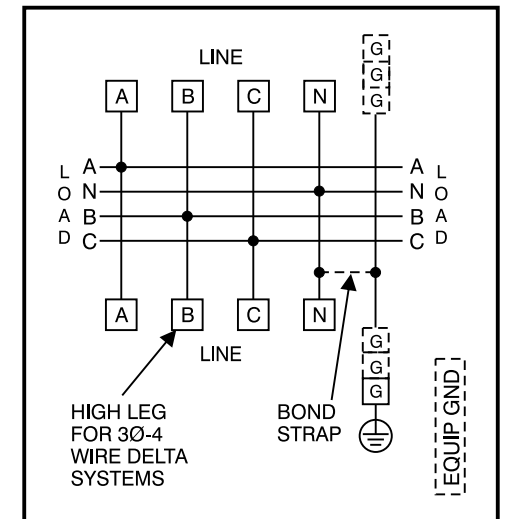 LINE
G
G
G
A B C N
L O A D
A A
N N
B B
C C
L O A D
A B C N
LINE
G
G
G
HIGH LEG
FOR 3Ø-4
WIRE DELTA
SYSTEMS
BOND
STRAP
EQUIP GND